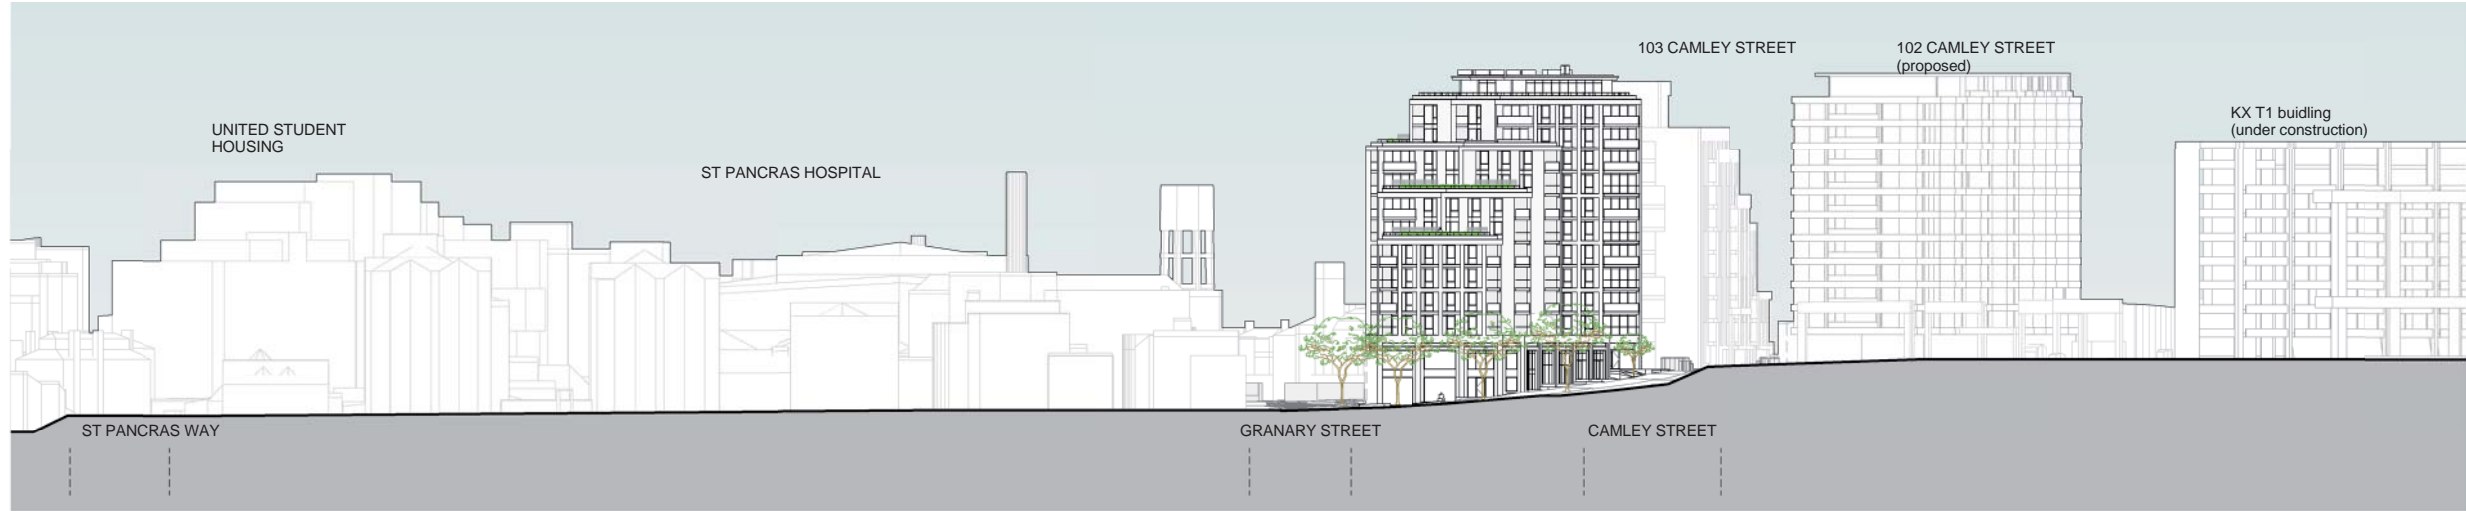 103 CAMLEY STREET
102 CAMLEY STREET
(proposed)
KX T1 buidling
(under construction)
UNITED STUDENT
HOUSING
ST PANCRAS HOSPITAL
ST PANCRAS WAY
GRANARY STREET
CAMLEY STREET